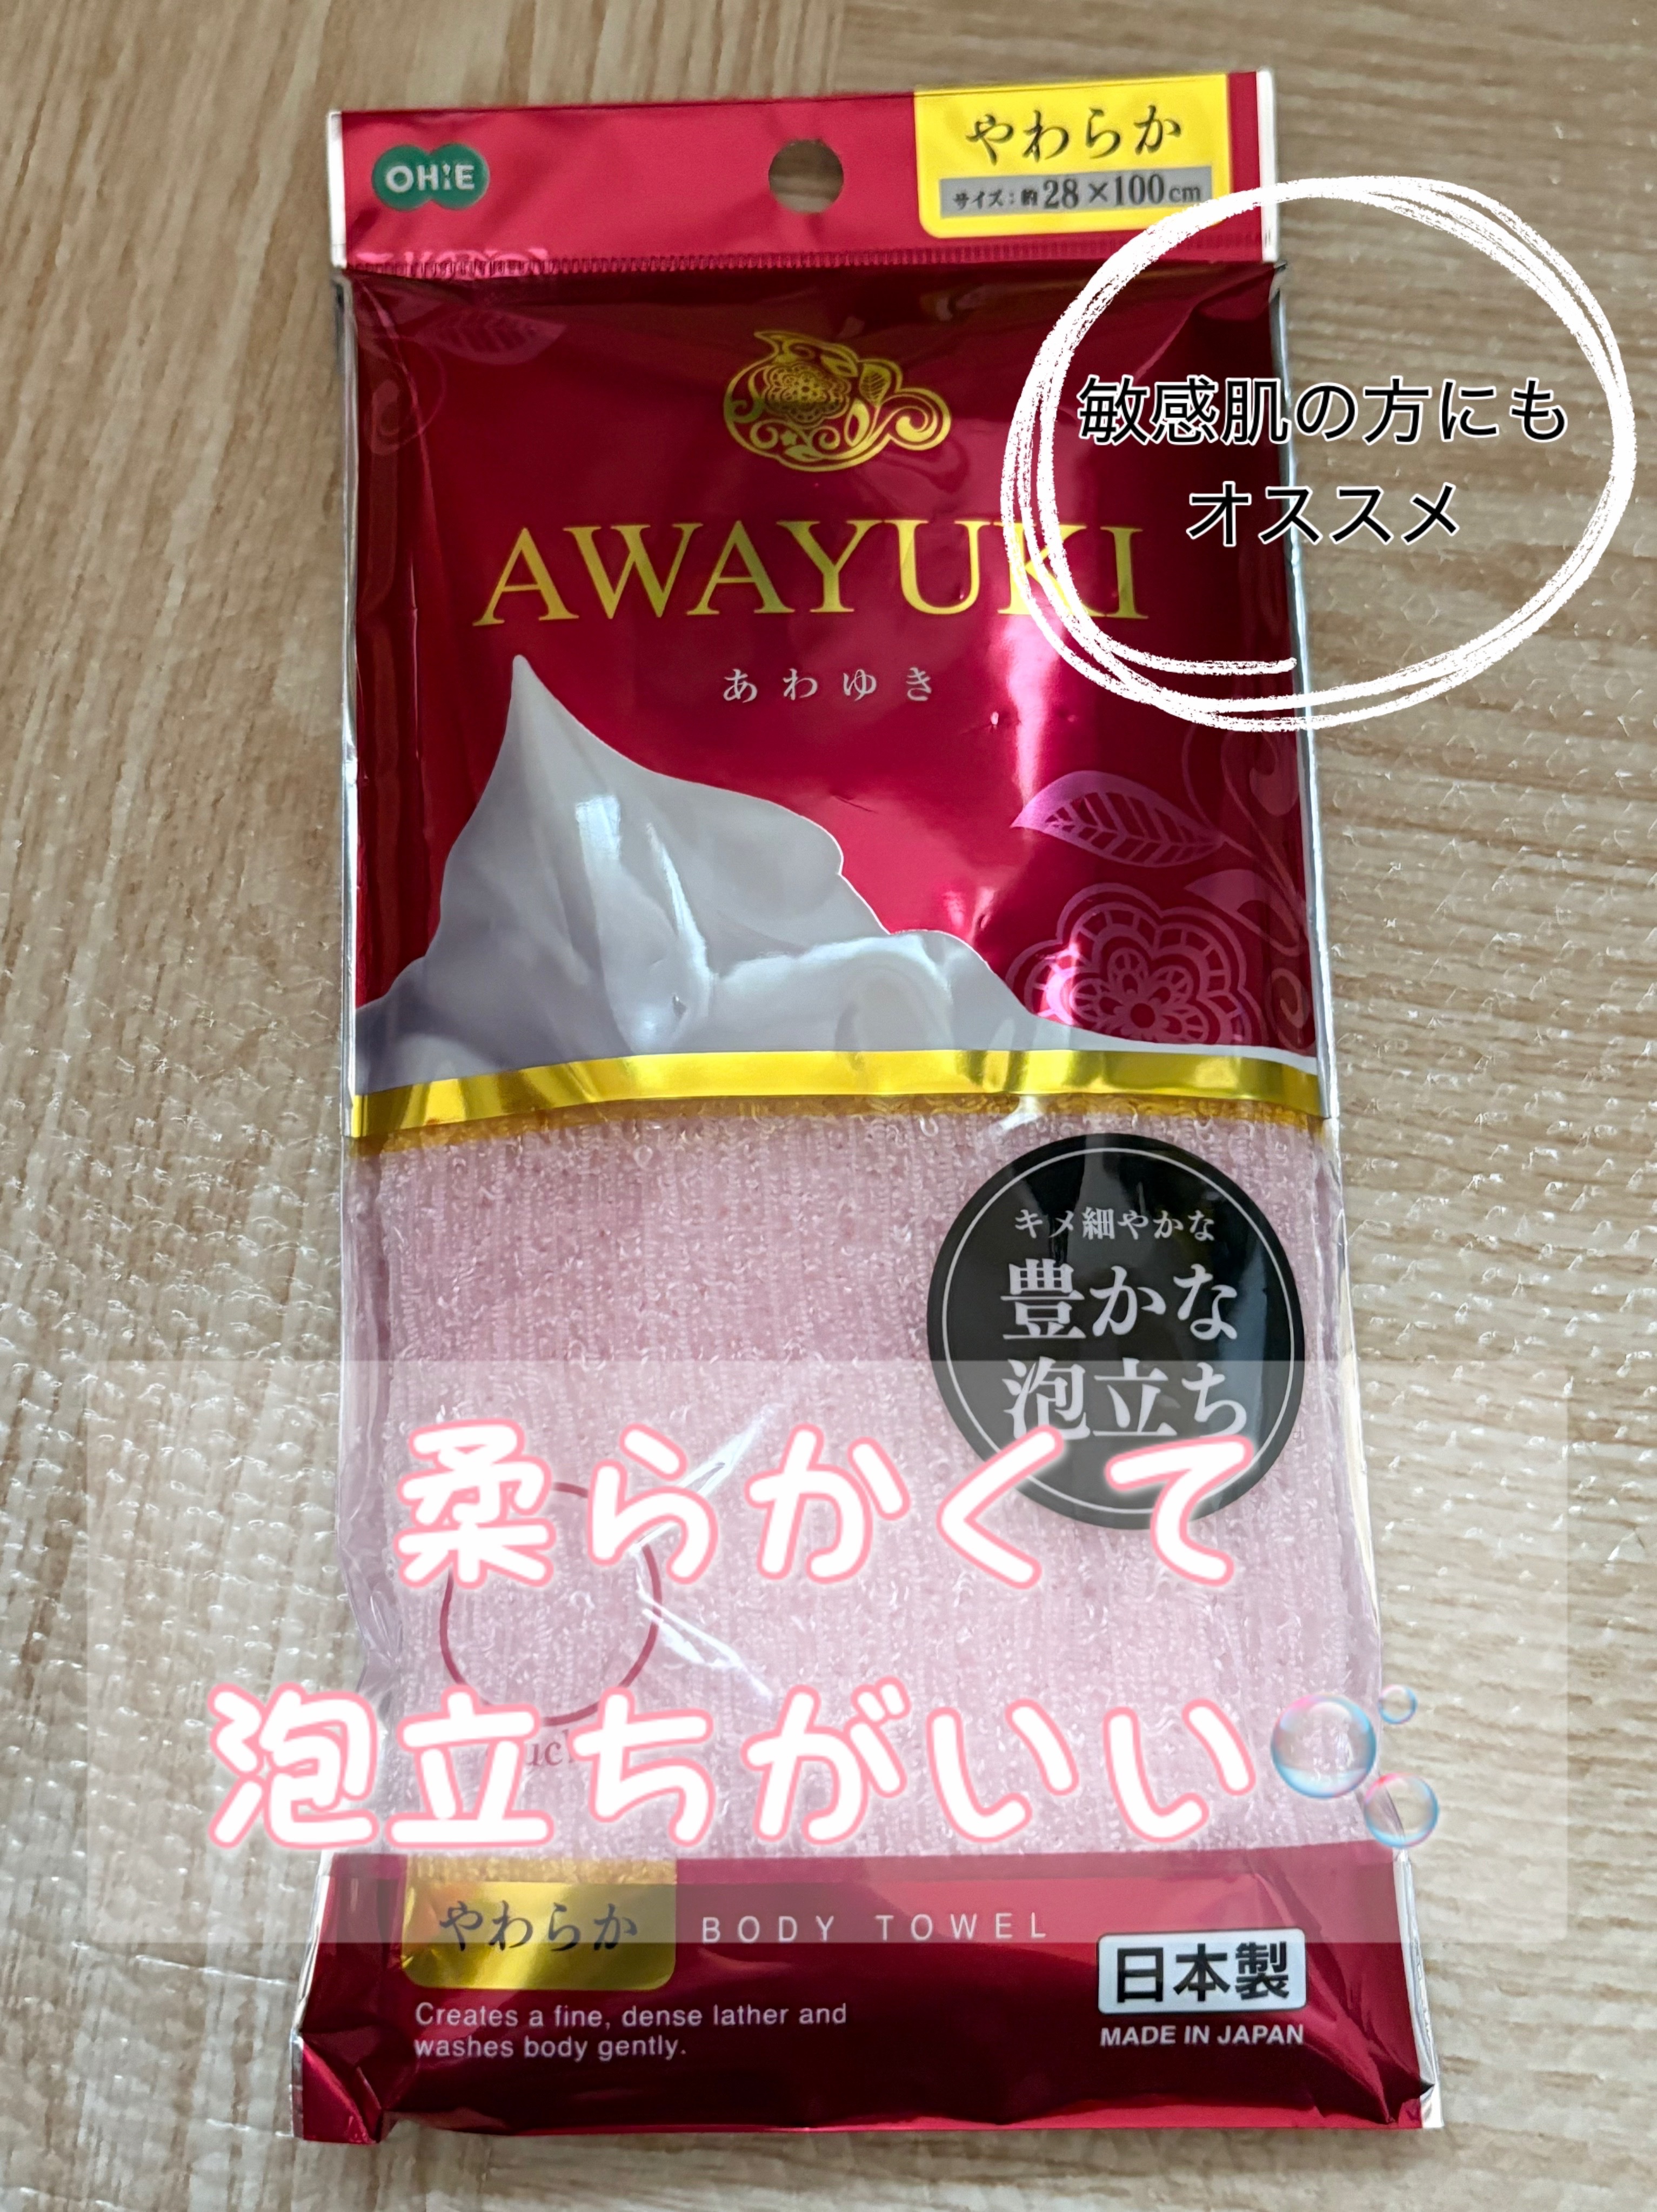 OHiE
やわらか
サイズ:約28×100cm
敏感肌の方にも
オススメ
AWAYUKI
あわゆき
キメ細やかな
豊かな
泡立ち
柔らかくて
泡立ちがいい
やわらか
BODY TOWEL
日本製
Creates a fine, dense lather and
washes body gently.
MADE IN JAPAN